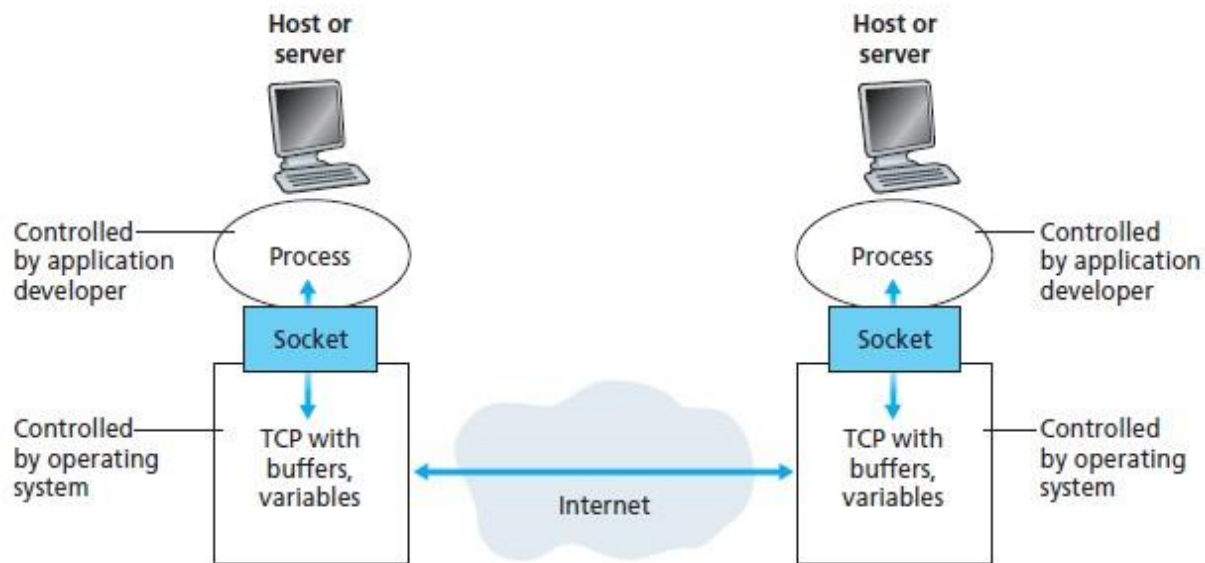 Host or
server
Host or
server
Controlled
by application
developer
Process
Process
Controlled
by application
developer
Socket
Socket
Controlled
by operating
system
TCP with
buffers,
variables
Internet
TCP with
buffers,
variables
Controlled
by operating
system